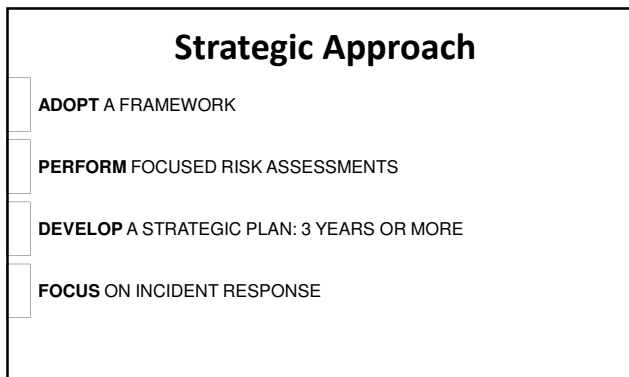 Strategic Approach
ADOPT A FRAMEWORK
PERFORM FOCUSED RISK ASSESSMENTS
DEVELOP A STRATEGIC PLAN: 3 YEARS OR MORE
FOCUS ON INCIDENT RESPONSE